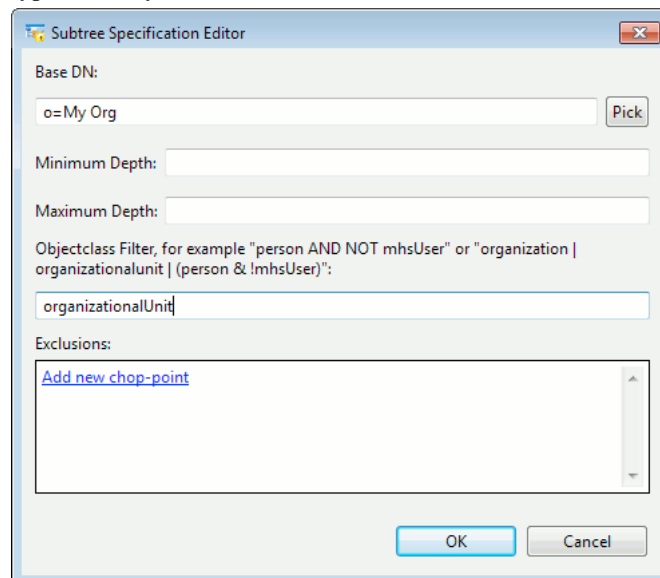 Subtree Specification Editor
Base DN:
o=My Org
Pick
Minimum Depth:
Maximum Depth:
Objectclass Filter, for example "person AND NOT mhsUser" or "organization |
organizationalunit | (person & !mhsUser)":
organizationalUnit
Exclusions:
Add new chop-point
OK
Cancel